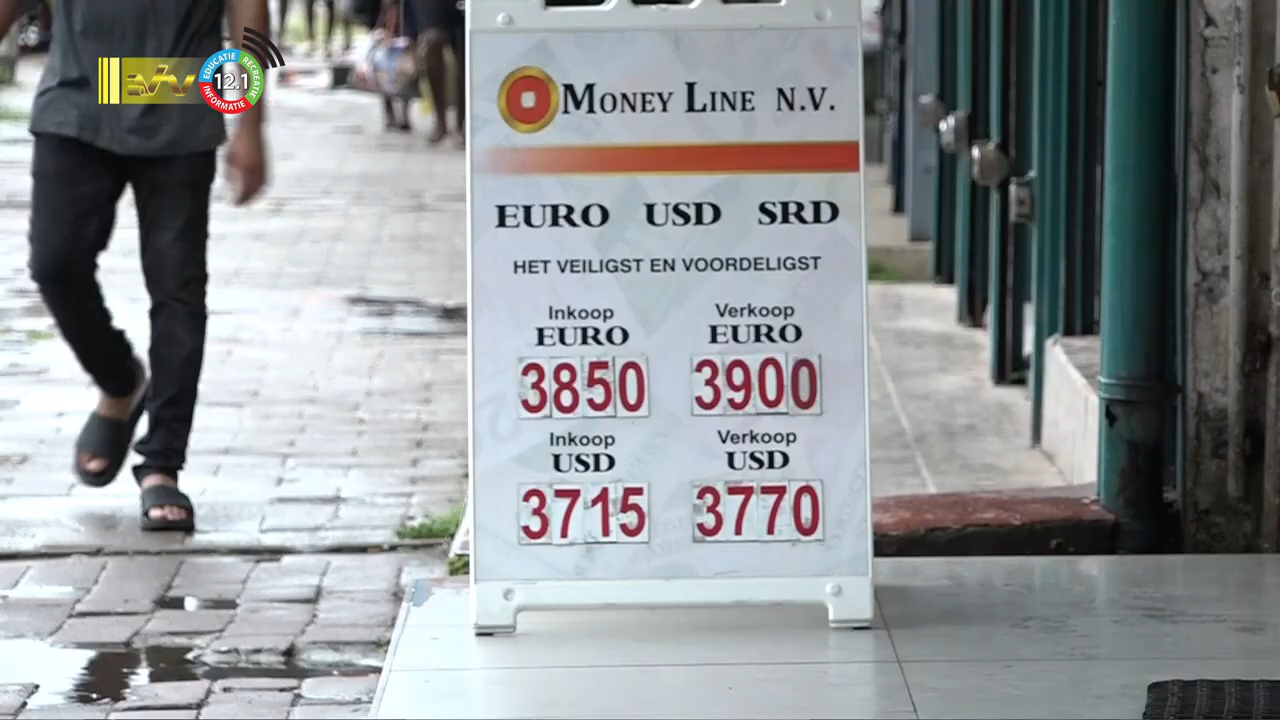 EDUCATIE
RECREATIE
INFORMATIE
12.1
MONEY LINE N.V.
EURO USD SRD
HET VEILIGST EN VOORDELIGST
Inkoop Verkoop
EURO EURO
3850 3900
Inkoop Verkoop
USD USD
3715 3770